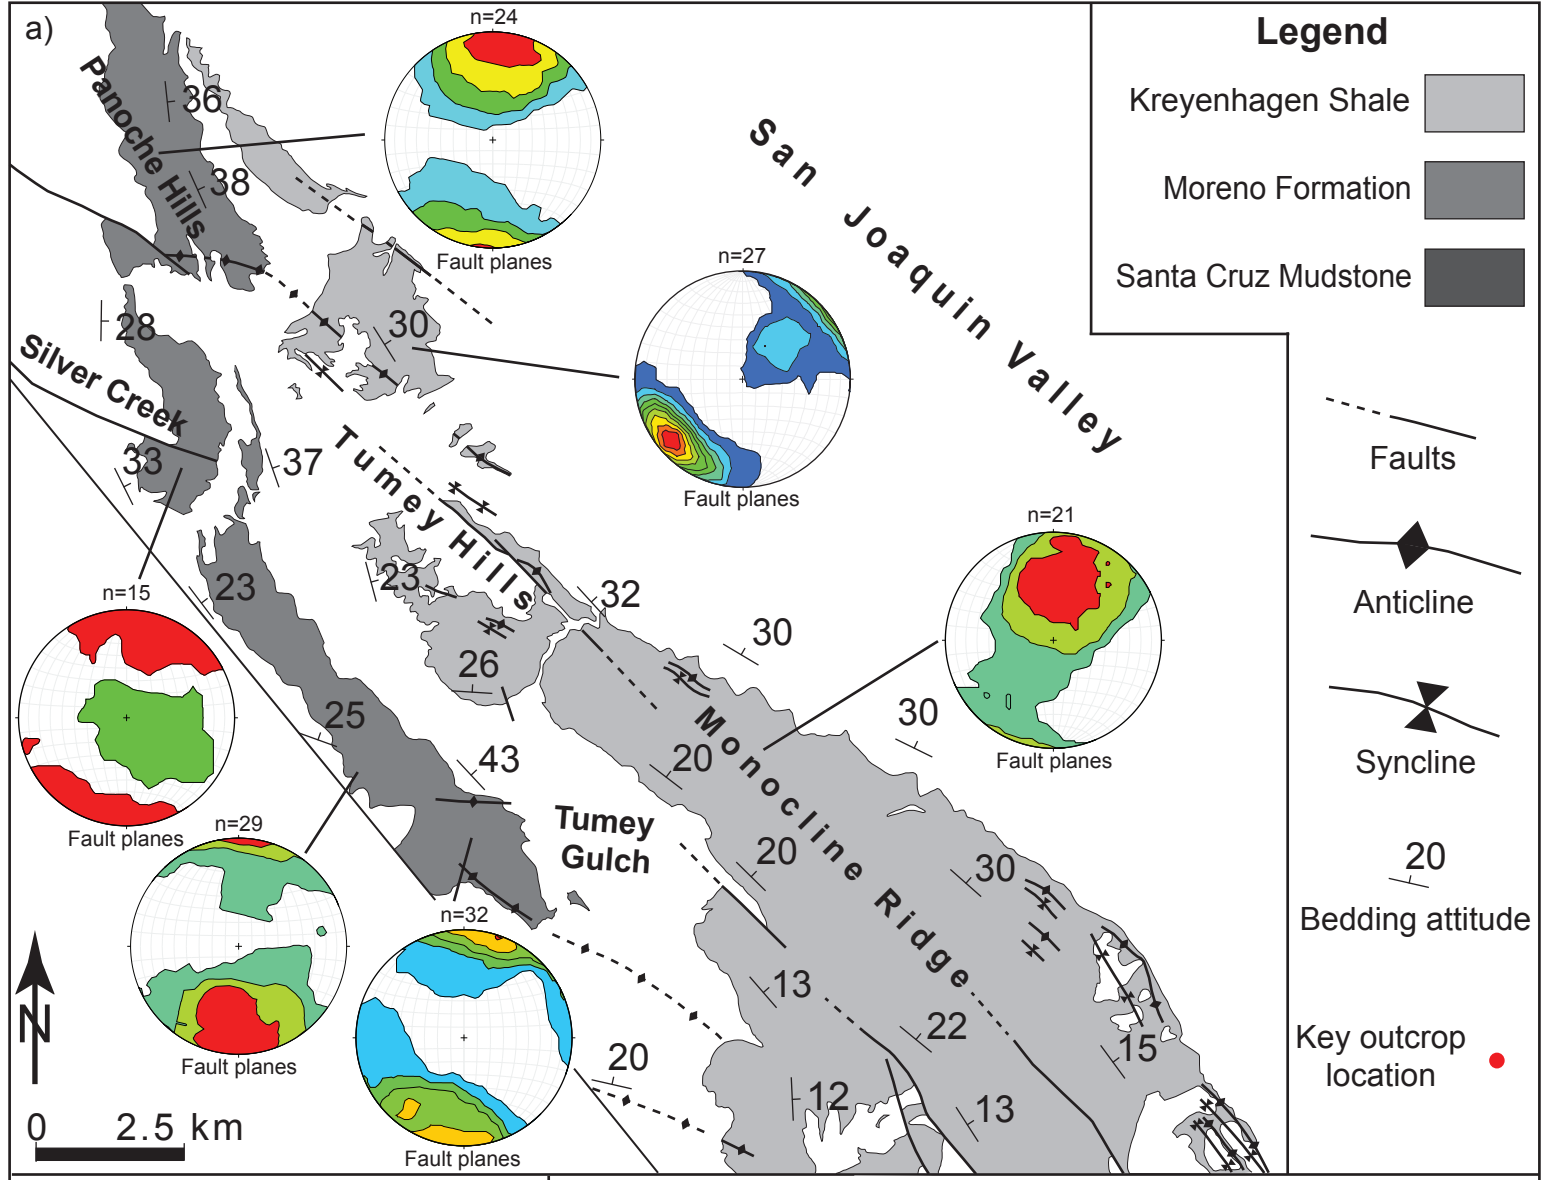 a)
n=24
Fault planes
Panoche Hills
36
38
28
30
Silver Creek
33
37
n=27
Fault planes
San Joaquin Valley
Tumey Hills
23
23
32
26
30
30
n=15
Fault planes
n=21
Fault planes
25
43
20
Monocline Ridge
Tumey
Gulch
20
30
n=29
Fault planes
n=32
Fault planes
13
22
15
20
12
13
N
0 2.5 km
Legend
Kreyenhagen Shale
Moreno Formation
Santa Cruz Mudstone
Faults
Anticline
Syncline
20
Bedding attitude
Key outcrop
location